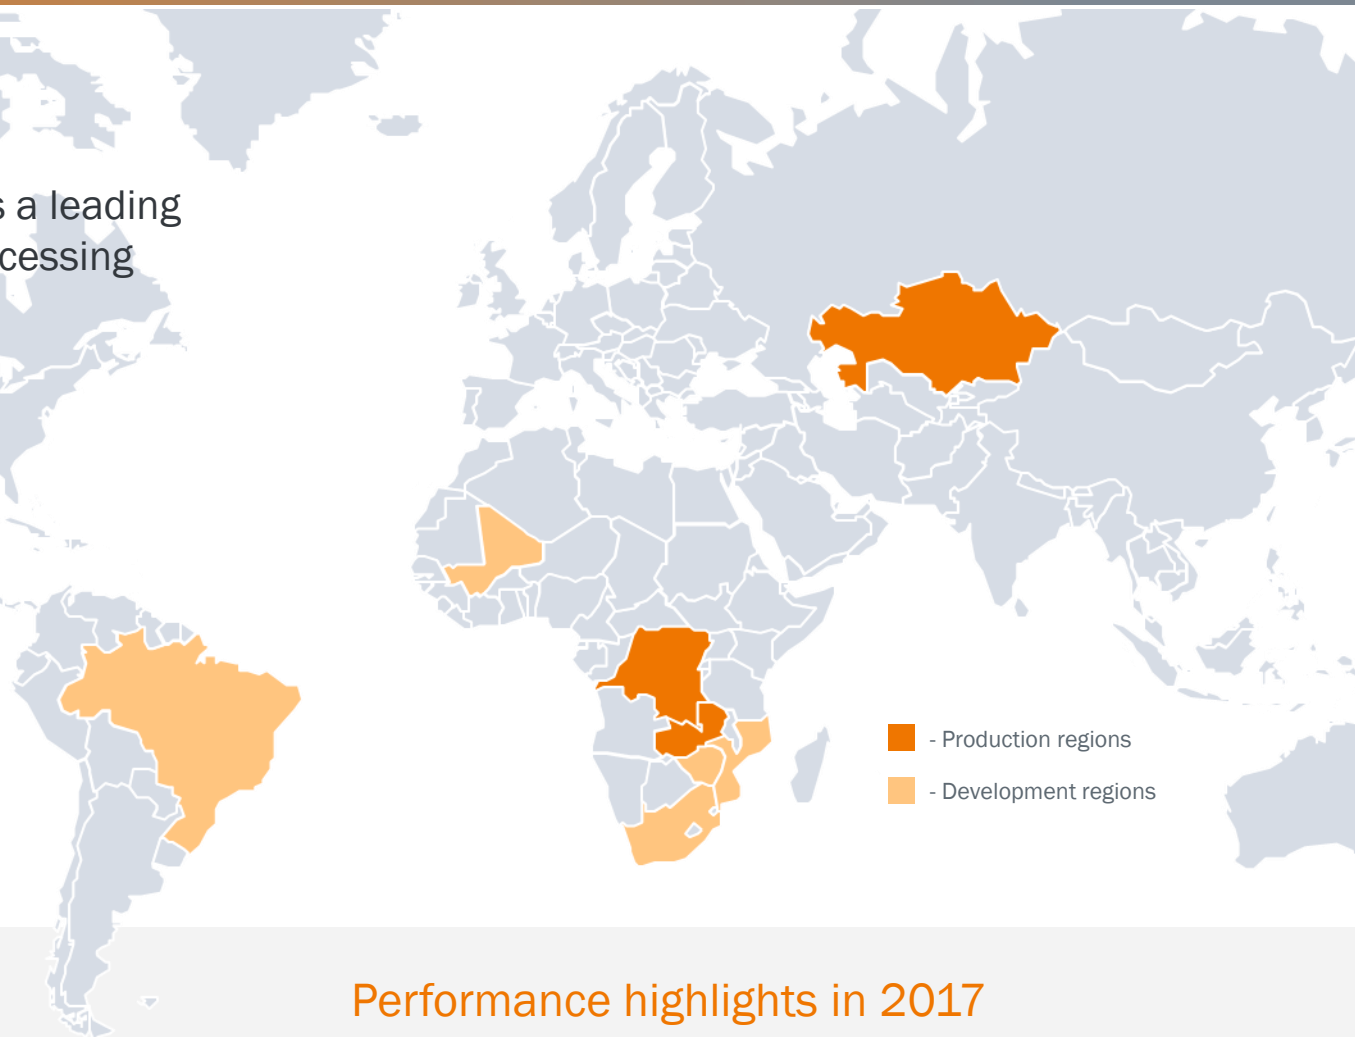 s a leading
cessing
- Production regions
- Development regions
Performance highlights in 2017